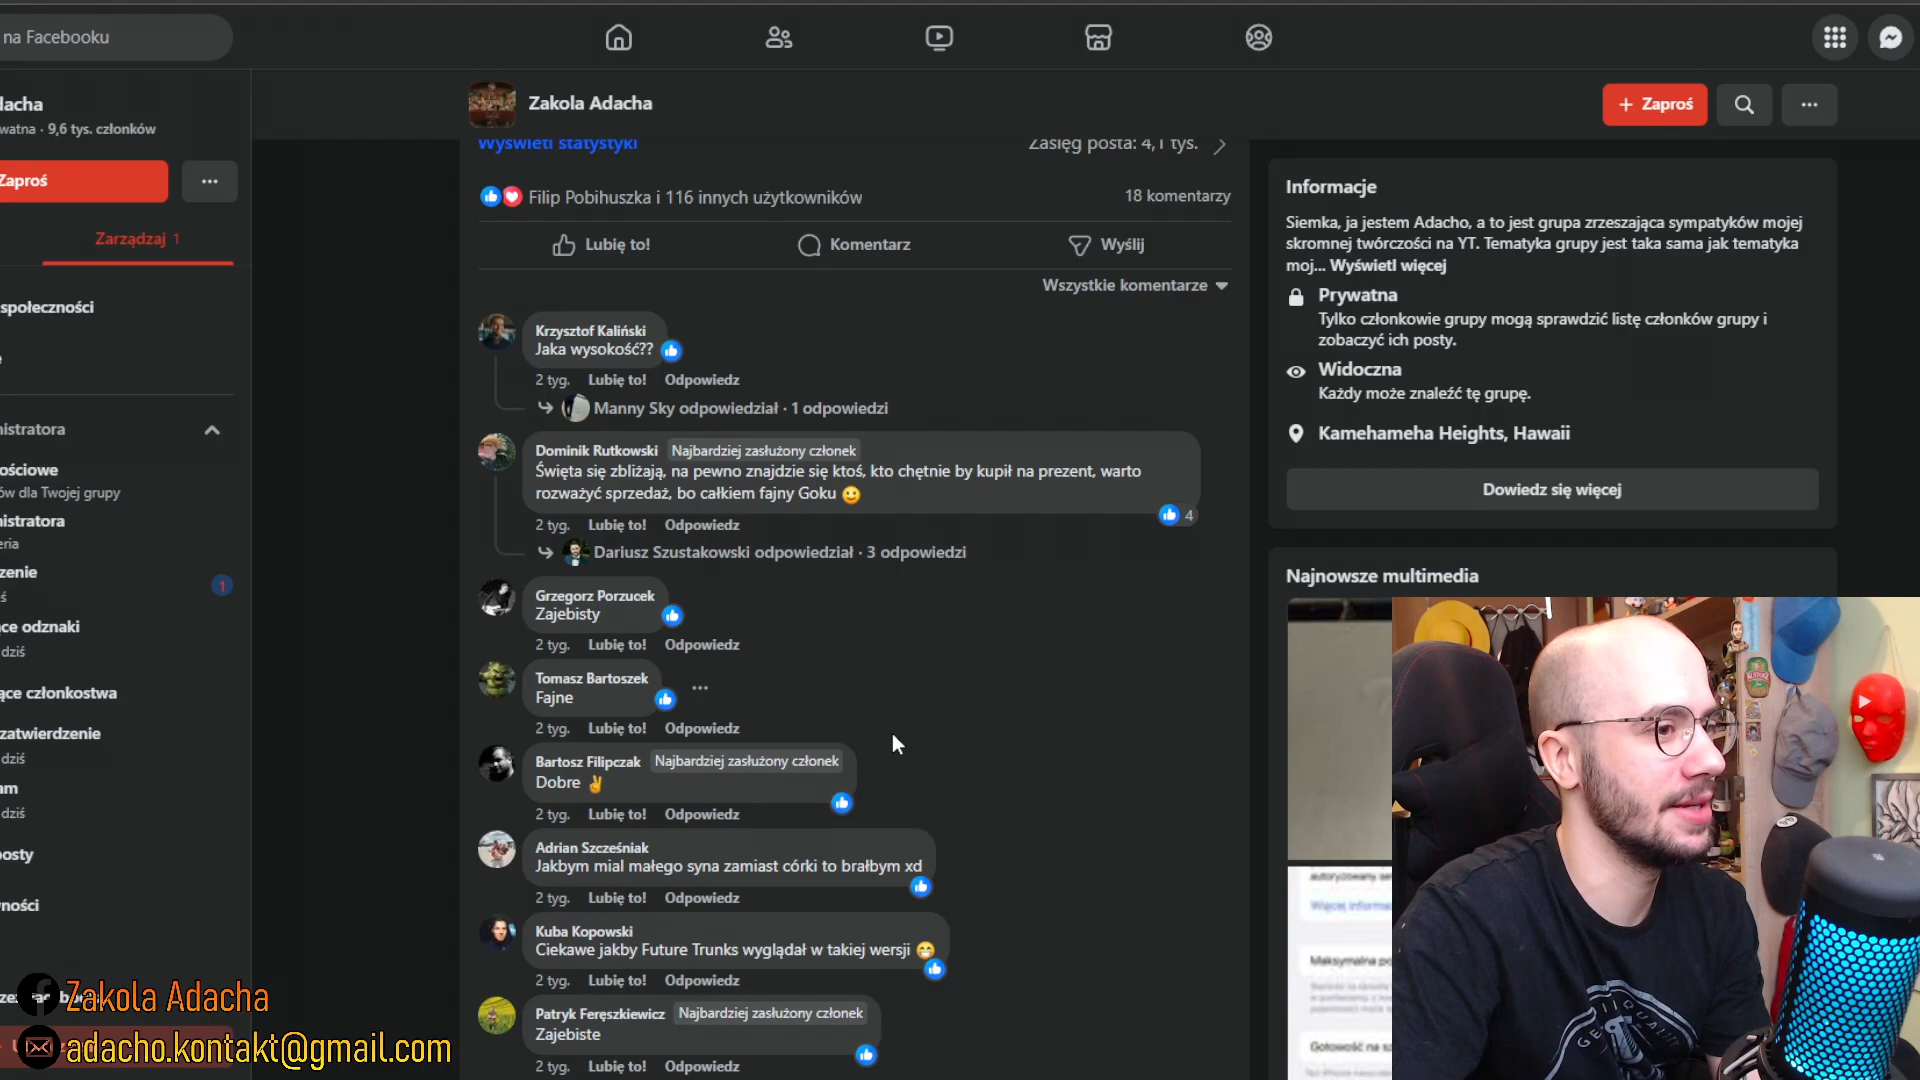 na Facebooku
Zakola Adacha
+ Zaproś
watna · 9,6 tys. członków
Zaproś
Zarządzaj 1
społeczności
nistratora
ościowe
ów dla Twojej grupy
nistratora
eria
zenie
1
ś
ące odznaki
dziś
ące członkostwa
zatwierdzenie
dziś
am
dziś
posty
ności
Wyświetl statystyki
Zasięg posta: 4,1 tys.
Filip Pobihuszka i 116 innych użytkowników
18 komentarzy
Lubię to!
Komentarz
Wyślij
Wszystkie komentarze
Krzysztof Kaliński
Jaka wysokość??
2 tyg. Lubię to! Odpowiedz
Manny Sky odpowiedział · 1 odpowiedzi
Dominik Rutkowski Najbardziej zasłużony członek
Święta się zbliżają, na pewno znajdzie się ktoś, kto chętnie by kupił na prezent, warto
rozważyć sprzedaż, bo całkiem fajny Goku 🙂
4
2 tyg. Lubię to! Odpowiedz
Dariusz Szustakowski odpowiedział · 3 odpowiedzi
Grzegorz Porzucek
Zajebisty
2 tyg. Lubię to! Odpowiedz
Tomasz Bartoszek
Fajne
2 tyg. Lubię to! Odpowiedz
Bartosz Filipczak Najbardziej zasłużony członek
Dobre ✌
2 tyg. Lubię to! Odpowiedz
Adrian Szcześniak
Jakbym mial małego syna zamiast córki to brałbym xd
2 tyg. Lubię to! Odpowiedz
Kuba Kopowski
Ciekawe jakby Future Trunks wyglądał w takiej wersji 😁
2 tyg. Lubię to! Odpowiedz
Patryk Feręszkiewicz Najbardziej zasłużony członek
Zajebiste
2 tyg. Lubię to! Odpowiedz
Informacje
Siemka, ja jestem Adacho, a to jest grupa zrzeszająca sympatyków mojej
skromnej twórczości na YT. Tematyka grupy jest taka sama jak tematyka
moj... Wyświetl więcej
Prywatna
Tylko członkowie grupy mogą sprawdzić listę członków grupy i
zobaczyć ich posty.
Widoczna
Każdy może znaleźć tę grupę.
Kamehameha Heights, Hawaii
Dowiedz się więcej
Najnowsze multimedia
Zakola Adacha
adacho.kontakt@gmail.com